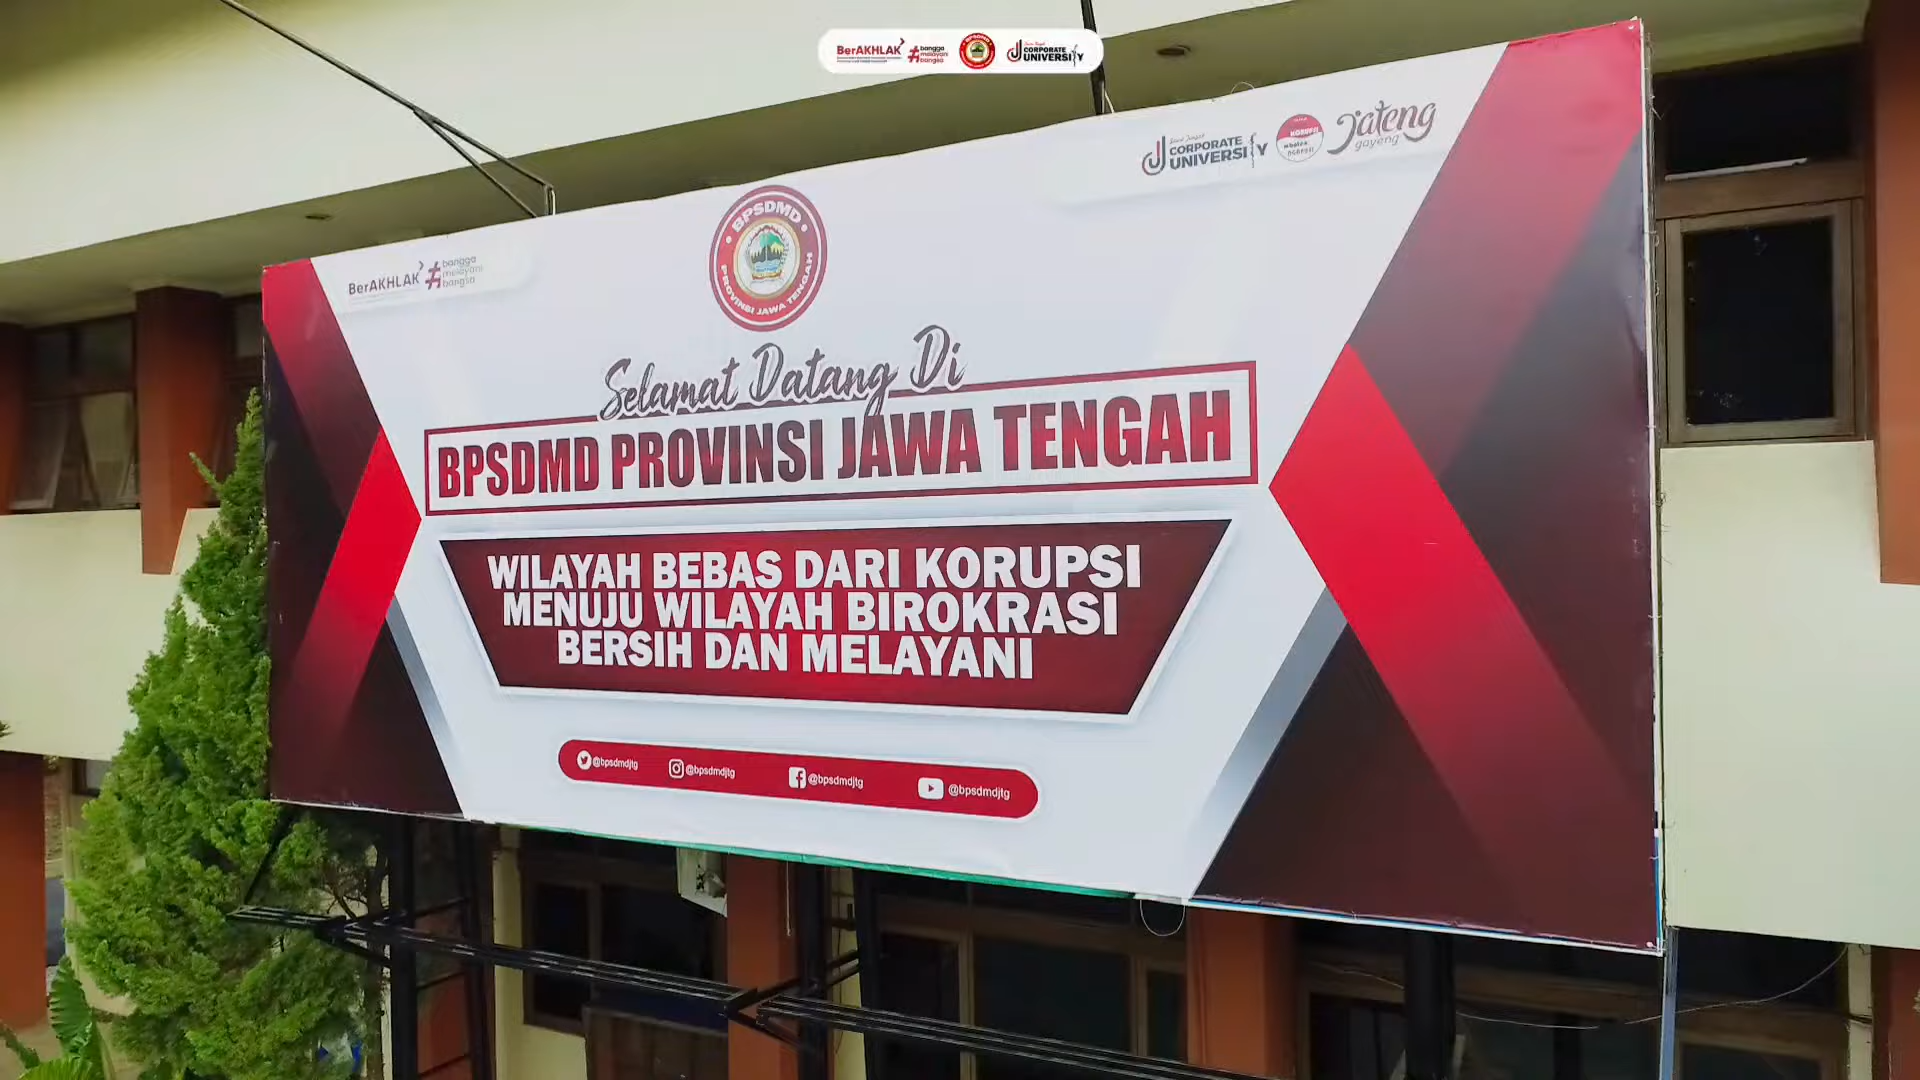 BerAKHLAK
#bangga melayani bangsa
BPSDMD
CORPORATE
UNIVERSITY
BerAKHLAK
#bangga
melayani
bangsa
CORPORATE
UNIVERSITY
KORUPSI
Jateng
gayeng
BPSDMD
PROVINSI JAWA TENGAH
Selamat Datang Di
BPSDMD PROVINSI JAWA TENGAH
WILAYAH BEBAS DARI KORUPSI
MENUJU WILAYAH BIROKRASI
BERSIH DAN MELAYANI
@bpsdmdjtg @bpsdmdjtg @bpsdmdjtg @bpsdmdjtg